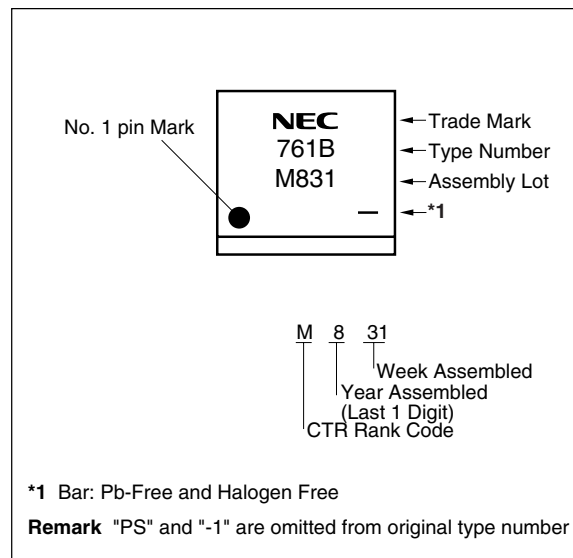 No. 1 pin Mark
NEC
761B
M831
Trade Mark
Type Number
Assembly Lot
*1
M 8 31
Week Assembled
Year Assembled
(Last 1 Digit)
CTR Rank Code
*1 Bar: Pb-Free and Halogen Free
Remark "PS" and "-1" are omitted from original type number